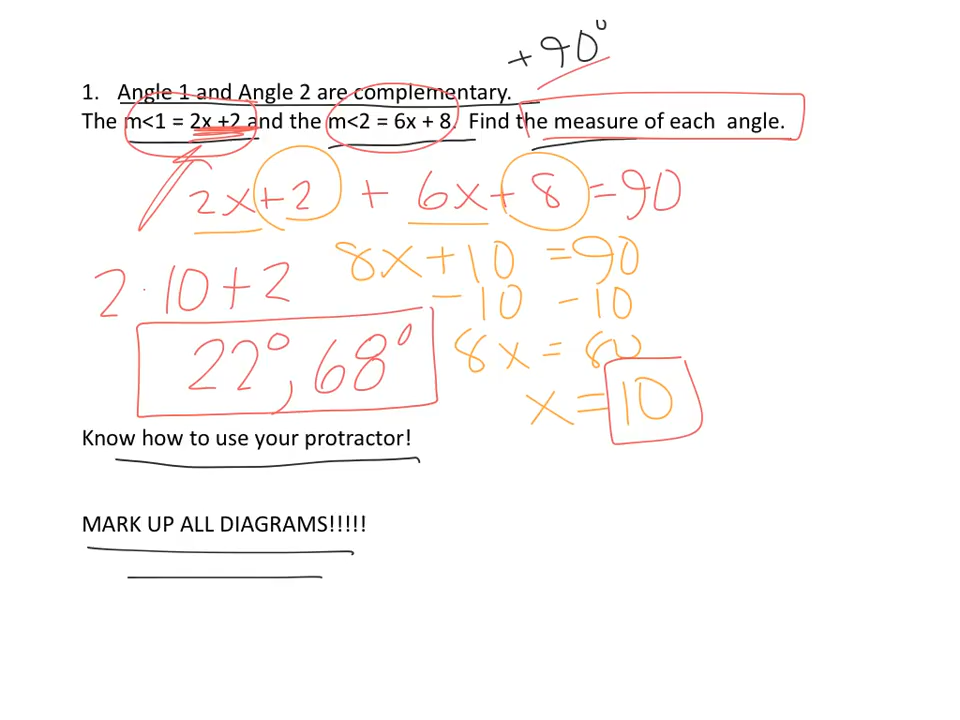 +90°
1. Angle 1 and Angle 2 are complementary.
The m<1 = 2x +2 and the m<2 = 6x + 8. Find the measure of each angle.
2x+2 + 6x+8=90
8x+10 =90
2·10+2
-10 -10
22°, 68°
8x = 80
x=10
Know how to use your protractor!
MARK UP ALL DIAGRAMS!!!!!